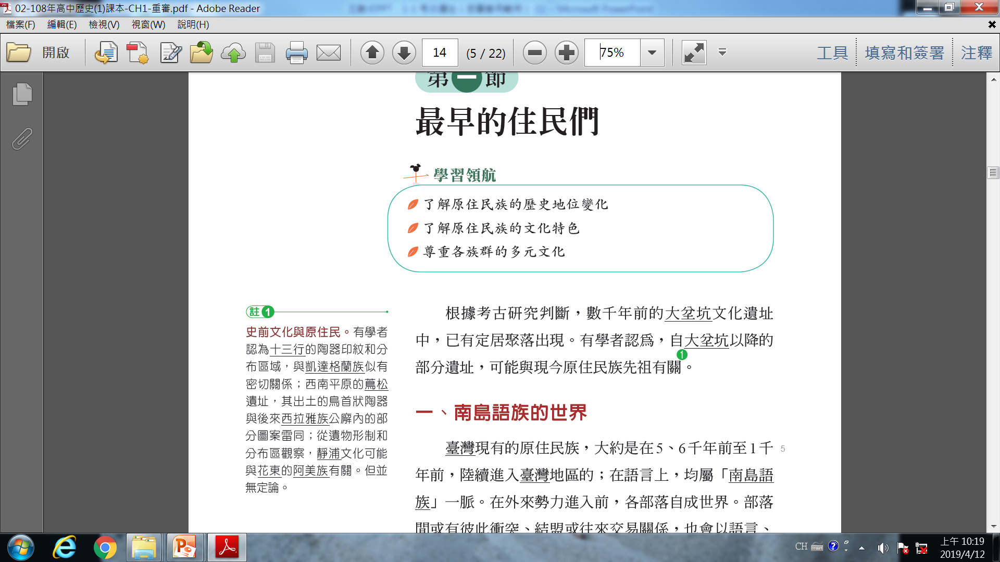 02-108年高中歷史(1)課本-CH1-重審.pdf - Adobe Reader
檔案(F) 編輯(E) 檢視(V) 視窗(W) 說明(H)
開啟 14 (5 / 22) 75% 工具 填寫和簽署 注釋
第一節
最早的住民們
學習領航
了解原住民族的歷史地位變化
了解原住民族的文化特色
尊重各族群的多元文化
註1
史前文化與原住民。有學者
認為十三行的陶器印紋和分
布區域，與凱達格蘭族似有
密切關係；西南平原的蔦松
遺址，其出土的鳥首狀陶器
與後來西拉雅族公廨內的部
分圖案雷同；從遺物形制和
分布區觀察，靜浦文化可能
與花東的阿美族有關。但並
無定論。
根據考古研究判斷，數千年前的大坌坑文化遺址
中，已有定居聚落出現。有學者認為，自大坌坑以降的
部分遺址，可能與現今原住民族先祖有關。
1
一、南島語族的世界
臺灣現有的原住民族，大約是在5、6千年前至1千
5
年前，陸續進入臺灣地區的；在語言上，均屬「南島語
族」一脈。在外來勢力進入前，各部落自成世界。部落
間或有彼此衝突、結盟或往來交易關係，也會以語言、
CH
上午 10:19
2019/4/12